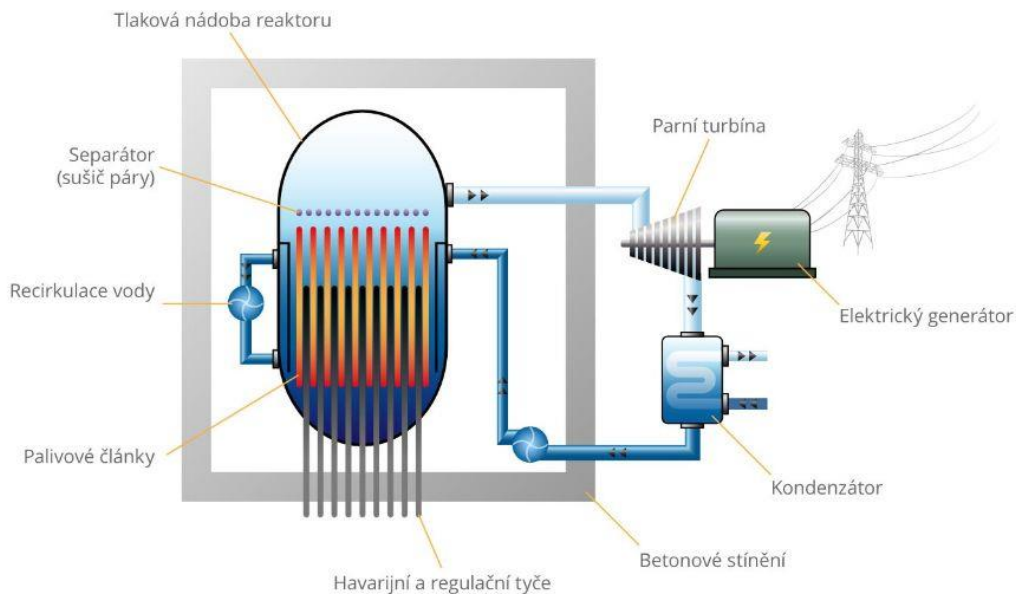 Tlaková nádoba reaktoru
Separátor
(sušič páry)
Recirkulace vody
Palivové články
Havarijní a regulační tyče
Parní turbína
Elektrický generátor
Kondenzátor
Betonové stínění